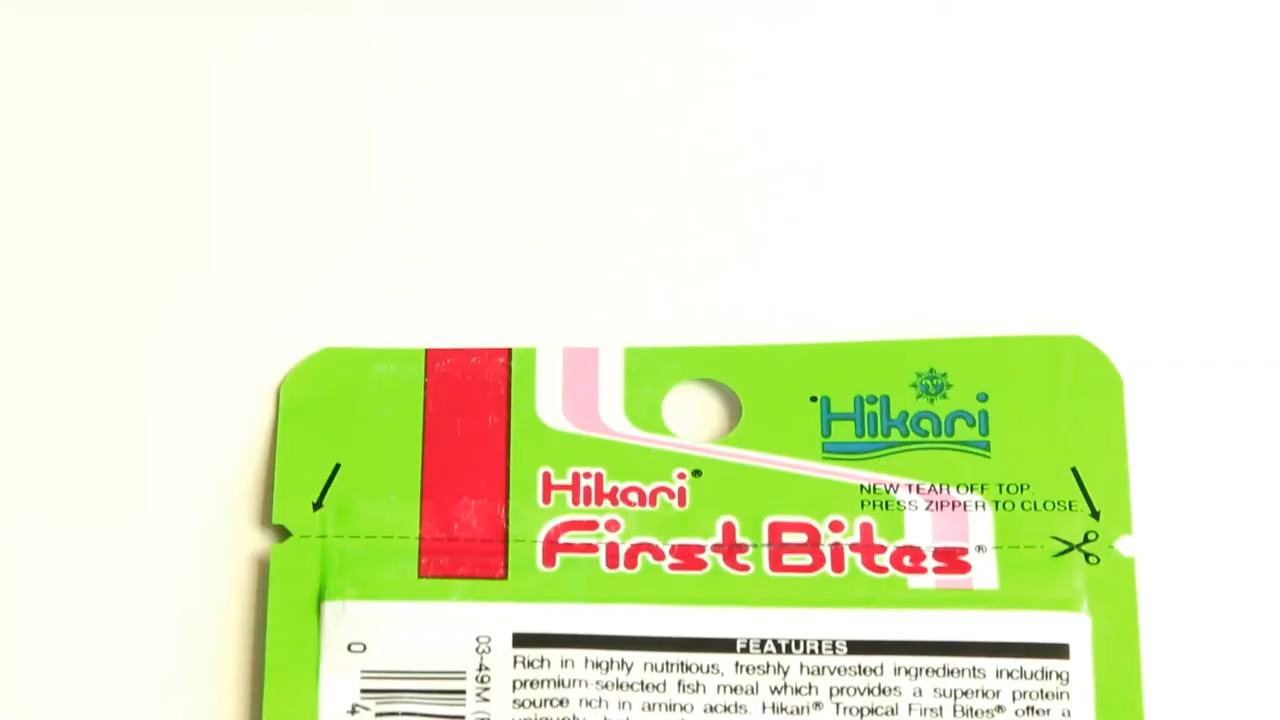 Hikari
Hikari®
NEW TEAR OFF TOP.
PRESS ZIPPER TO CLOSE.
First Bites®
FEATURES
Rich in highly nutritious, freshly harvested ingredients including
premium-selected fish meal which provides a superior protein
source rich in amino acids. Hikari® Tropical First Bites® offer a
0
4
03-49M